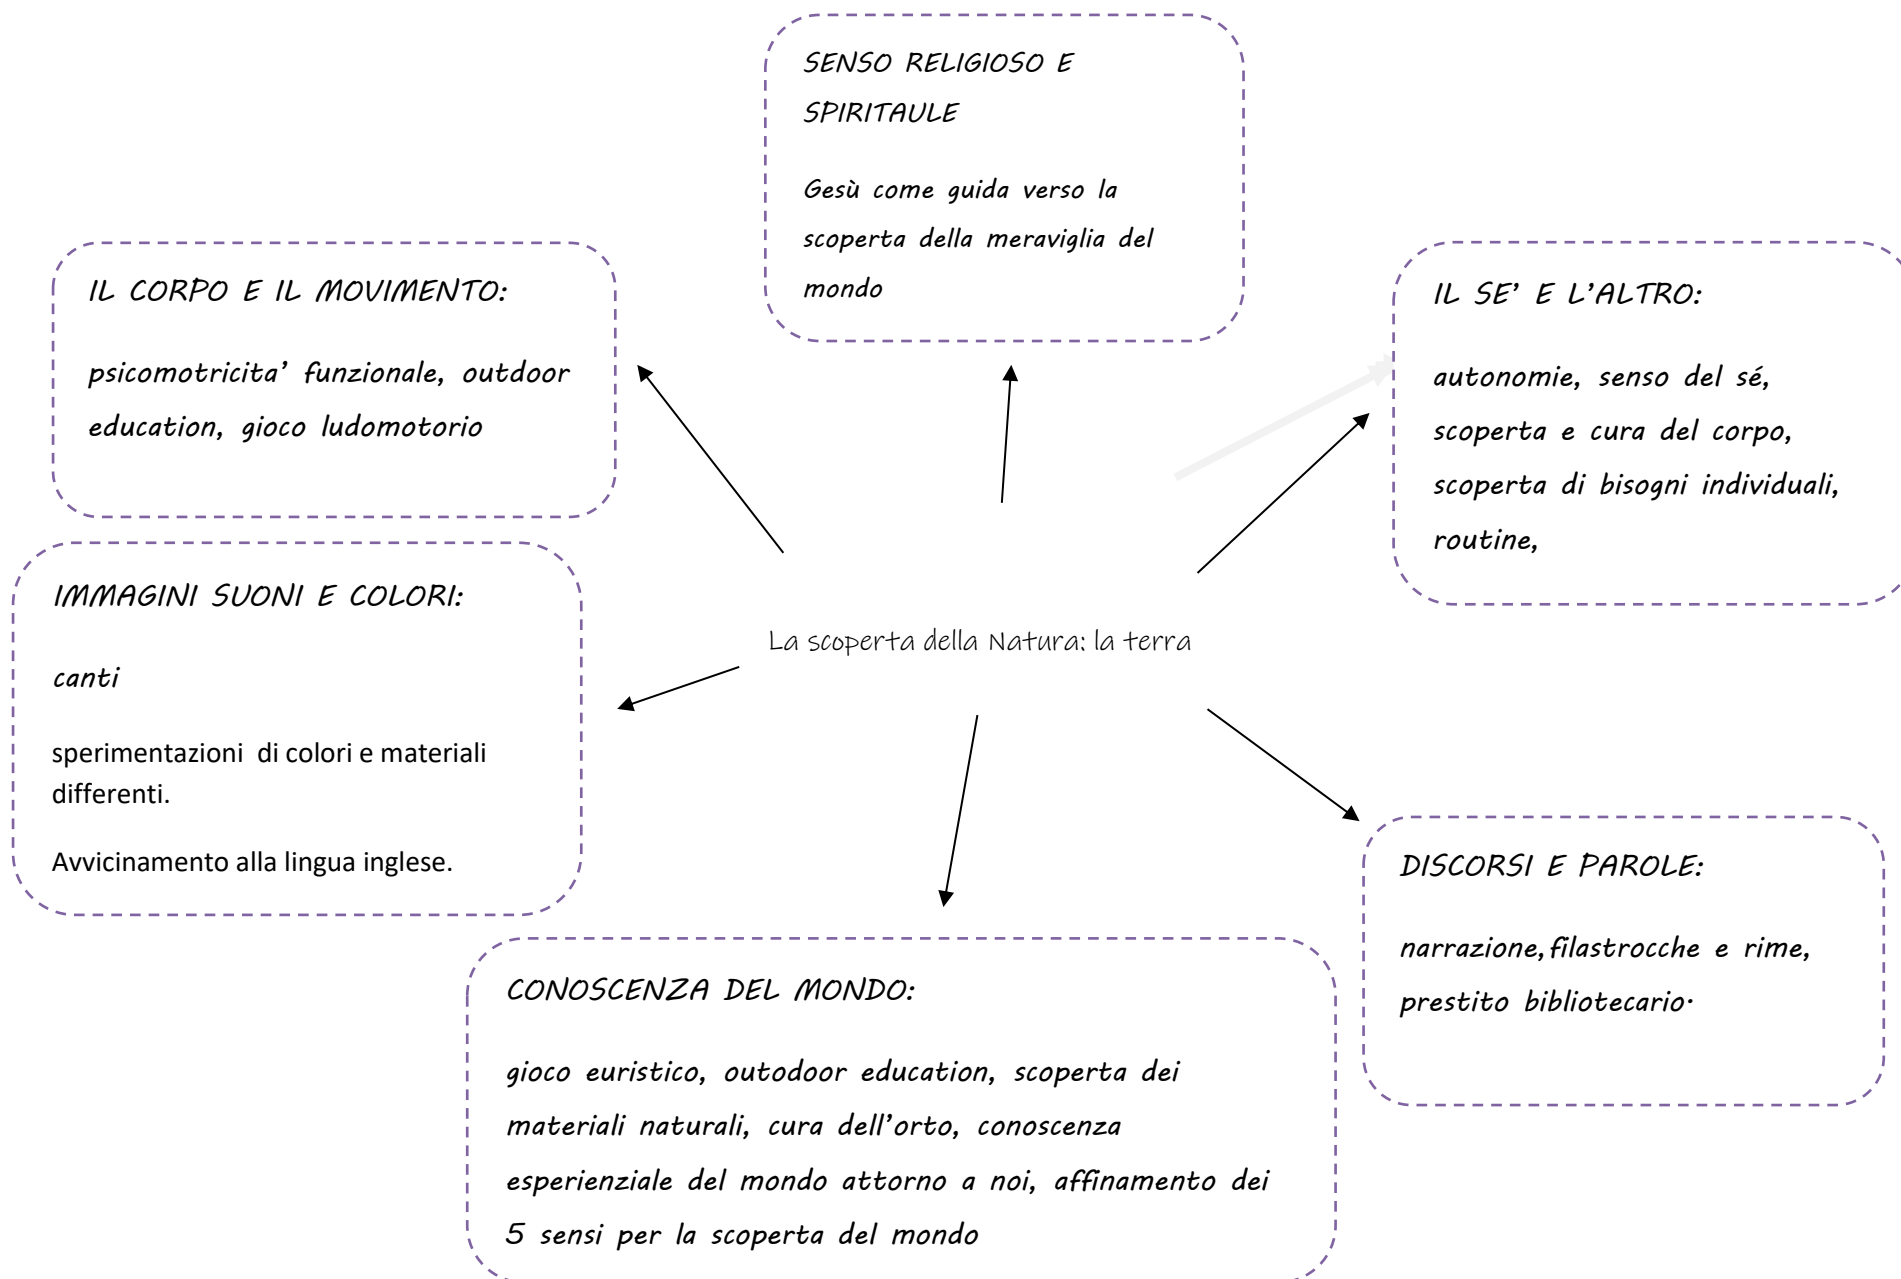 SENSO RELIGIOSO E
SPIRITAULE
Gesù come guida verso la
scoperta della meraviglia del
mondo
IL CORPO E IL MOVIMENTO:
psicomotricita’ funzionale, outdoor
education, gioco ludomotorio
IL SE’ E L’ALTRO:
autonomie, senso del sé,
scoperta e cura del corpo,
scoperta di bisogni individuali,
routine,
IMMAGINI SUONI E COLORI:
canti
sperimentazioni di colori e materiali
differenti.
Avvicinamento alla lingua inglese.
La scoperta della Natura: la terra
DISCORSI E PAROLE:
narrazione, filastrocche e rime,
prestito bibliotecario.
CONOSCENZA DEL MONDO:
gioco euristico, outodoor education, scoperta dei
materiali naturali, cura dell’orto, conoscenza
esperienziale del mondo attorno a noi, affinamento dei
5 sensi per la scoperta del mondo